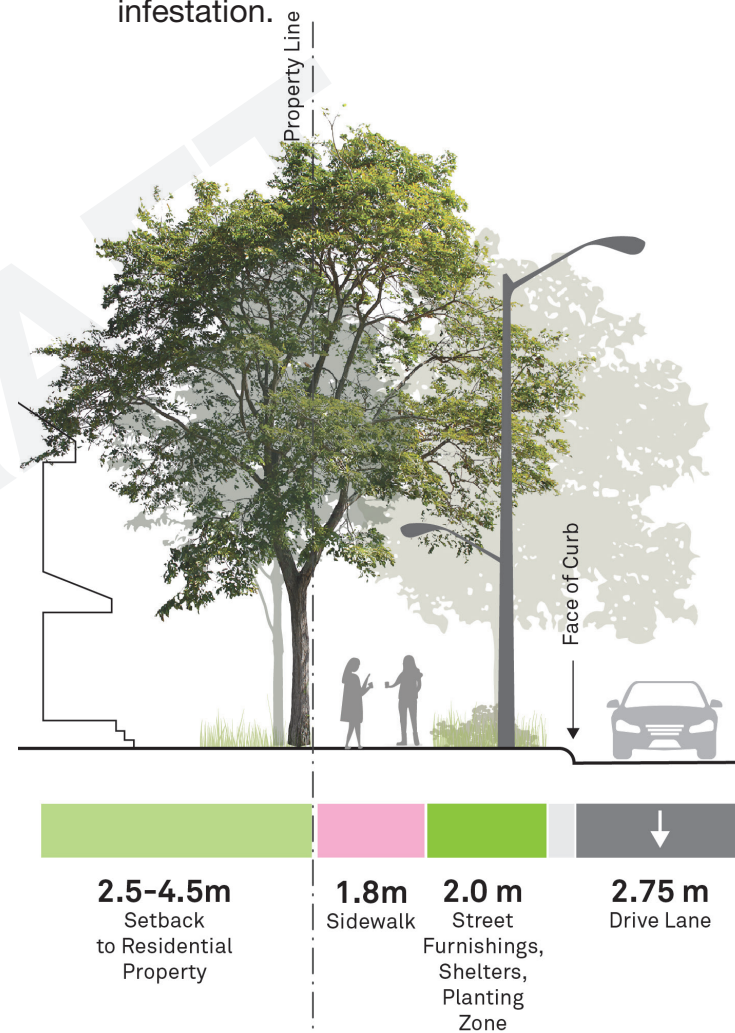 infestation.
Property Line
Face of Curb
2.5-4.5m
Setback
to Residential
Property
1.8m
Sidewalk
2.0 m
Street
Furnishings,
Shelters,
Planting
Zone
2.75 m
Drive Lane